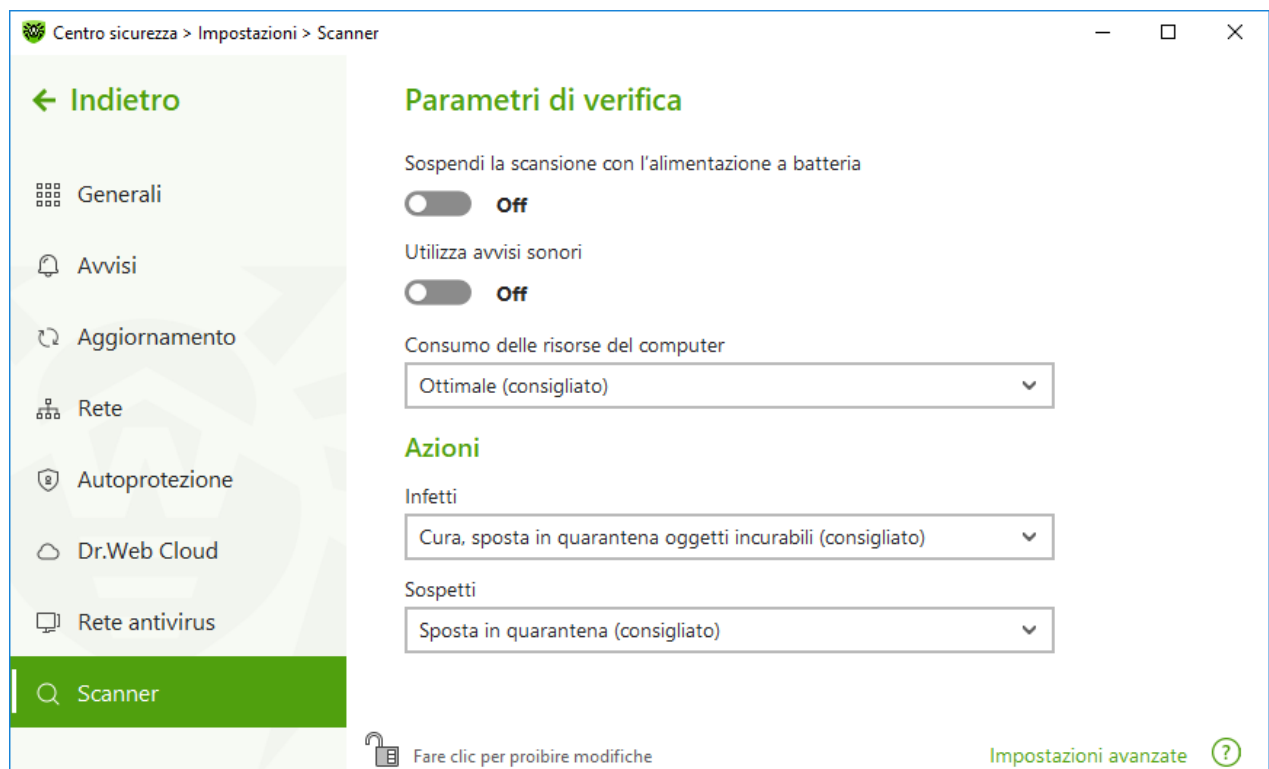 Centro sicurezza > Impostazioni > Scanner
Indietro
Generali
Avvisi
Aggiornamento
Rete
Autoprotezione
Dr.Web Cloud
Rete antivirus
Scanner
Parametri di verifica
Sospendi la scansione con l'alimentazione a batteria
Off
Utilizza avvisi sonori
Off
Consumo delle risorse del computer
Ottimale (consigliato)
Azioni
Infetti
Cura, sposta in quarantena oggetti incurabili (consigliato)
Sospetti
Sposta in quarantena (consigliato)
Fare clic per proibire modifiche
Impostazioni avanzate ?